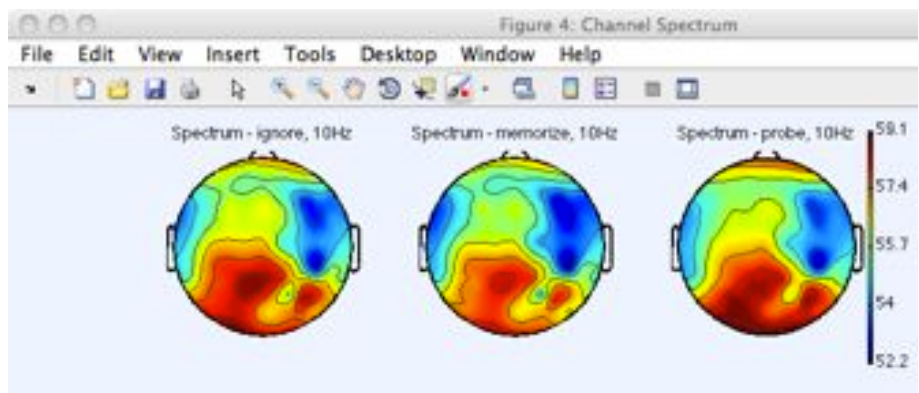 Figure 4: Channel Spectrum
File Edit View Insert Tools Desktop Window Help
Spectrum - ignore, 10Hz Spectrum - memorize, 10Hz Spectrum - probe, 10Hz
59.1
57.4
55.7
54
52.2